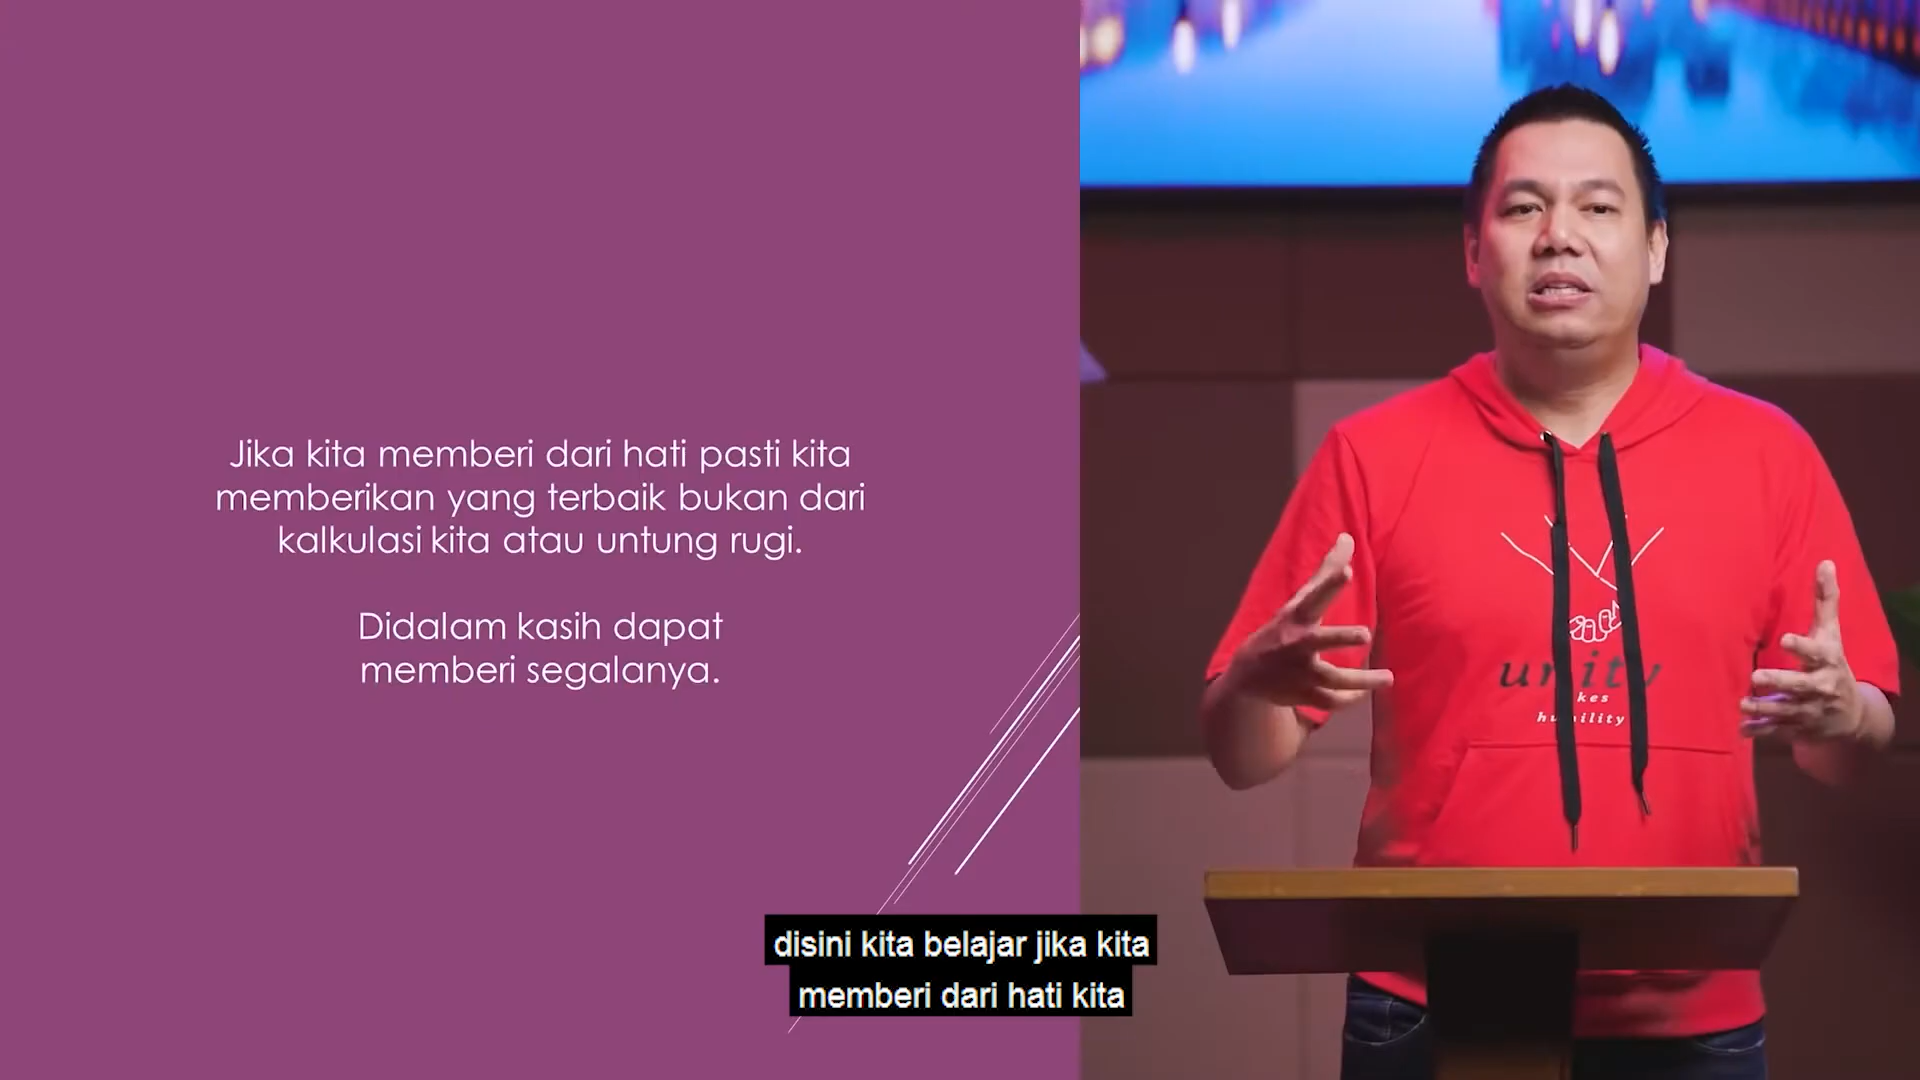 Jika kita memberi dari hati pasti kita
memberikan yang terbaik bukan dari
kalkulasi kita atau untung rugi.
Didalam kasih dapat
memberi segalanya.
humility
disini kita belajar jika kita
memberi dari hati kita